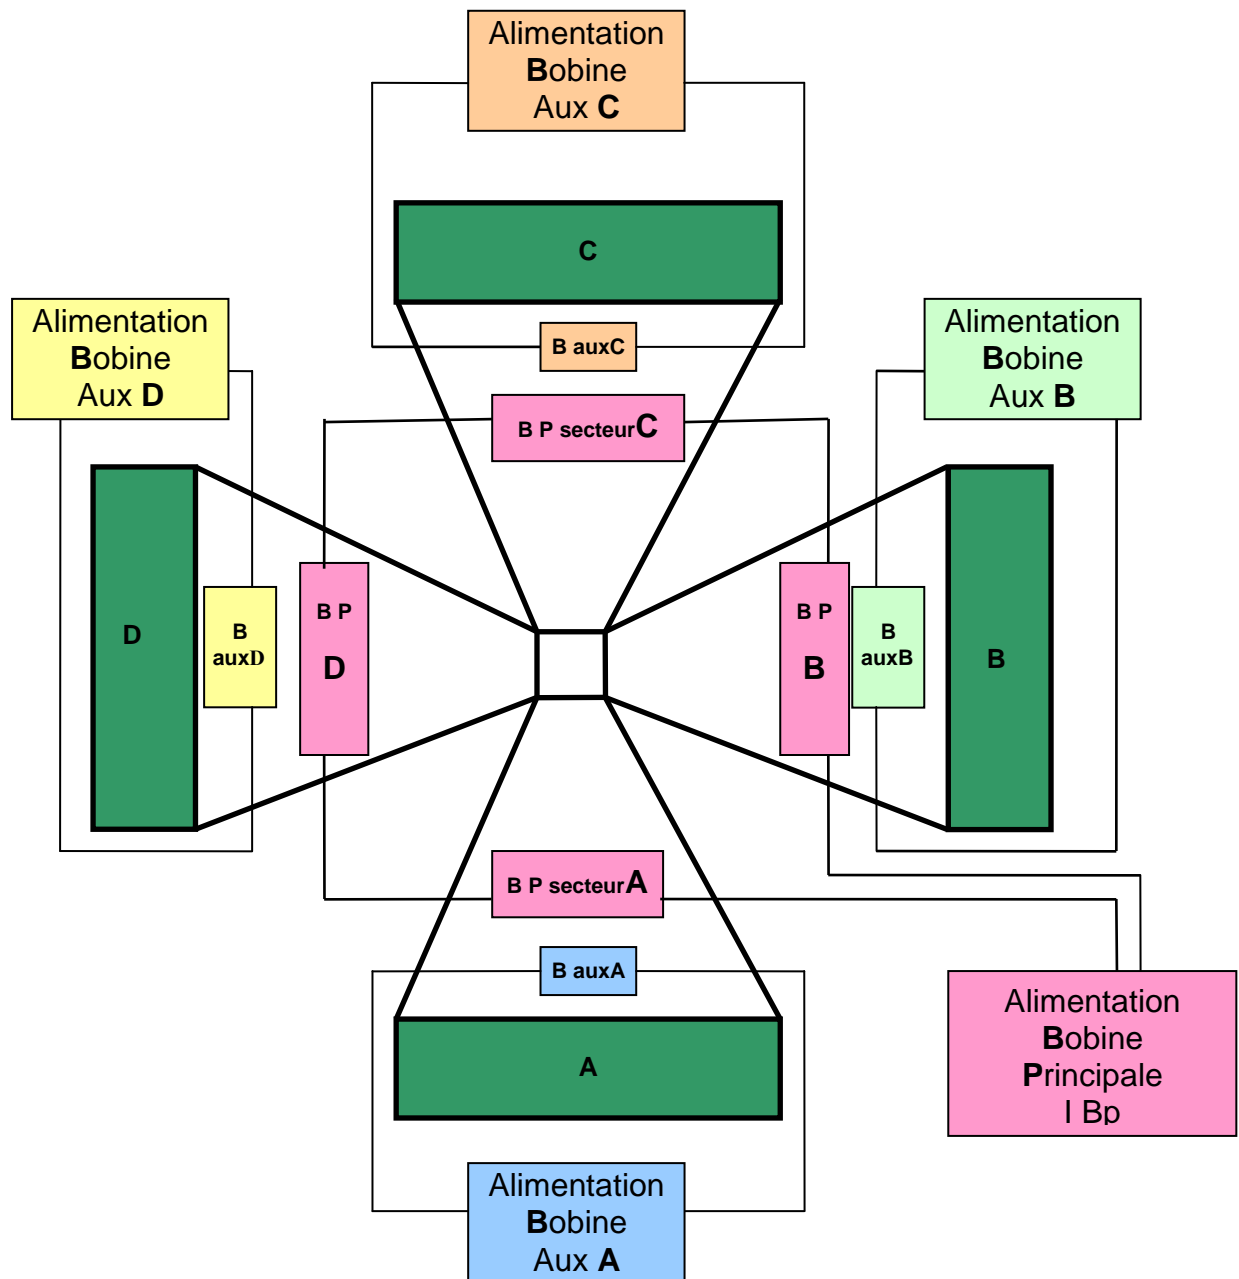 Alimentation
Bobine
Aux C
C
B auxC
B P secteurC
Alimentation
Bobine
Aux D
Alimentation
Bobine
Aux B
D
B
auxD
B P
D
B P
B
B
auxB
B
B P secteurA
B auxA
A
Alimentation
Bobine
Principale
I Bp
Alimentation
Bobine
Aux A